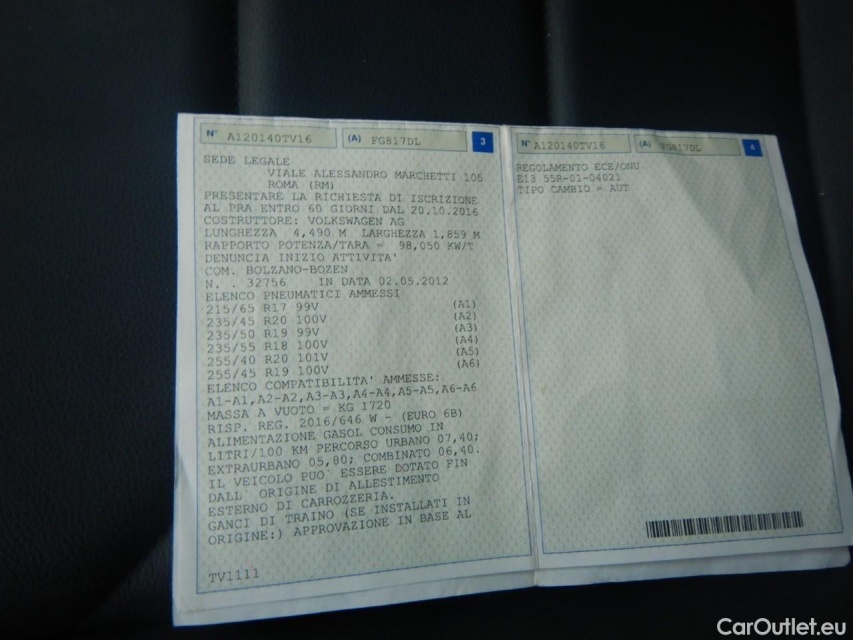 N° A120140TV16 (A) FG817DL 3
SEDE LEGALE
VIALE ALESSANDRO MARCHETTI 105
ROMA (RM)
PRESENTARE LA RICHIESTA DI ISCRIZIONE
AL PRA ENTRO 60 GIORNI DAL 20.10.2016
COSTRUTTORE: VOLKSWAGEN AG
LUNGHEZZA 4,490 M LARGHEZZA 1,859 M
RAPPORTO POTENZA/TARA = 98,050 KW/T
DENUNCIA INIZIO ATTIVITA'
COM. BOLZANO-BOZEN
N. . 32756 IN DATA 02.05.2012
ELENCO PNEUMATICI AMMESSI
215/65 R17 99V (A1)
235/45 R20 100V (A2)
235/50 R19 99V (A3)
235/55 R18 100V (A4)
255/40 R20 101V (A5)
255/45 R19 100V (A6)
ELENCO COMPATIBILITA' AMMESSE:
A1-A1,A2-A2,A3-A3,A4-A4,A5-A5,A6-A6
MASSA A VUOTO = KG 1720
RISP. REG. 2016/646 W - (EURO 6B)
ALIMENTAZIONE GASOL CONSUMO IN
LITRI/100 KM PERCORSO URBANO 07,40;
EXTRAURBANO 05,80; COMBINATO 06,40.
IL VEICOLO PUO' ESSERE DOTATO FIN
DALL' ORIGINE DI ALLESTIMENTO
ESTERNO DI CARROZZERIA.
GANCI DI TRAINO (SE INSTALLATI IN
ORIGINE:) APPROVAZIONE IN BASE AL
TV1111
N° A120140TV16 (A) FG817DL 4
REGOLAMENTO ECE/ONU
E13 55R-01-04021
TIPO CAMBIO = AUT
CarOutlet.eu